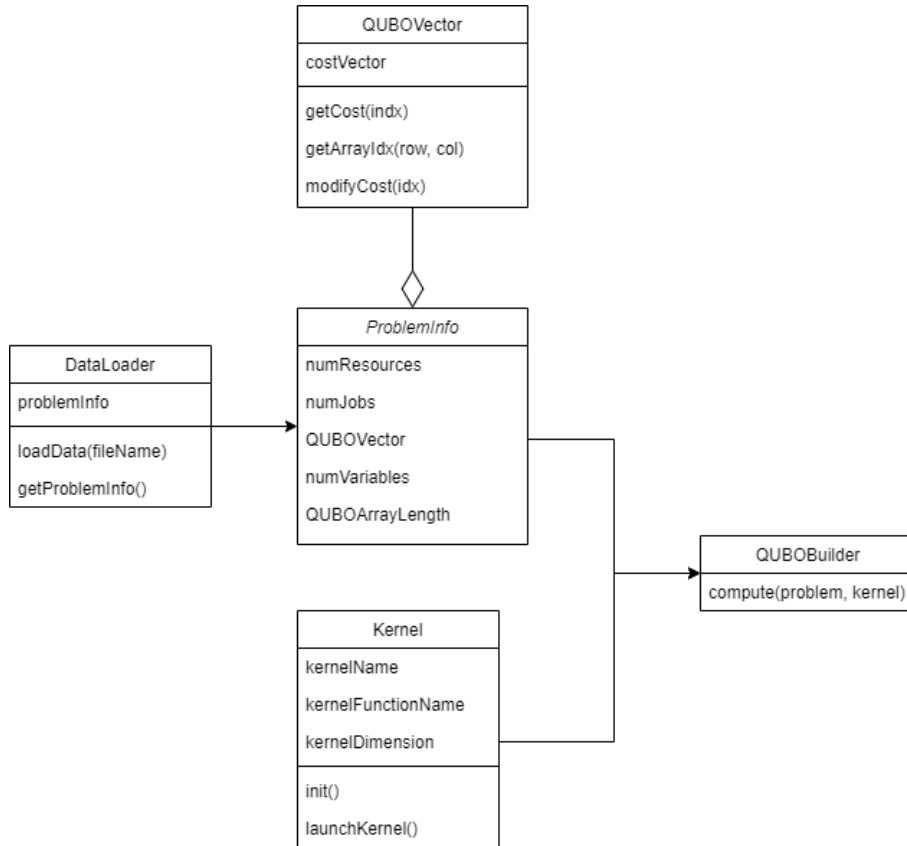 QUBOVector
costVector
getCost(indx)
getArrayIdx(row, col)
modifyCost(idx)
ProblemInfo
numResources
numJobs
QUBOVector
numVariables
QUBOArrayLength
DataLoader
problemInfo
loadData(fileName)
getProblemInfo()
QUBOBuilder
compute(problem, kernel)
Kernel
kernelName
kernelFunctionName
kernelDimension
init()
launchKernel()